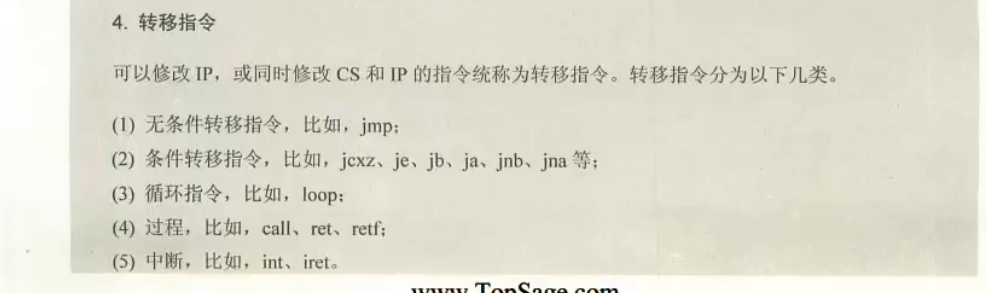 4. 转移指令
可以修改 IP，或同时修改 CS 和 IP 的指令统称为转移指令。转移指令分为以下几类。
(1) 无条件转移指令，比如，jmp;
(2) 条件转移指令，比如，jcxz、je、jb、ja、jnb、jna 等;
(3) 循环指令，比如，loop;
(4) 过程，比如，call、ret、retf;
(5) 中断，比如，int、iret。
www.TopSage.com